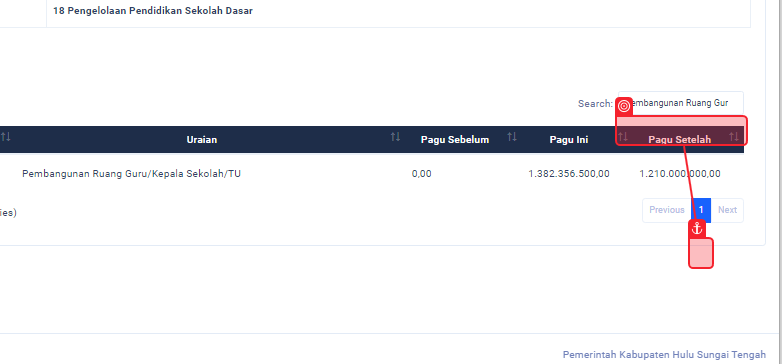 18 Pengelolaan Pendidikan Sekolah Dasar
Search: embangunan Ruang Gur
Uraian Pagu Sebelum Pagu Ini Pagu Setelah
Pembangunan Ruang Guru/Kepala Sekolah/TU 0,00 1.382.356.500,00 1.210.000.000,00
ies)
Previous 1 Next
Pemerintah Kabupaten Hulu Sungai Tengah